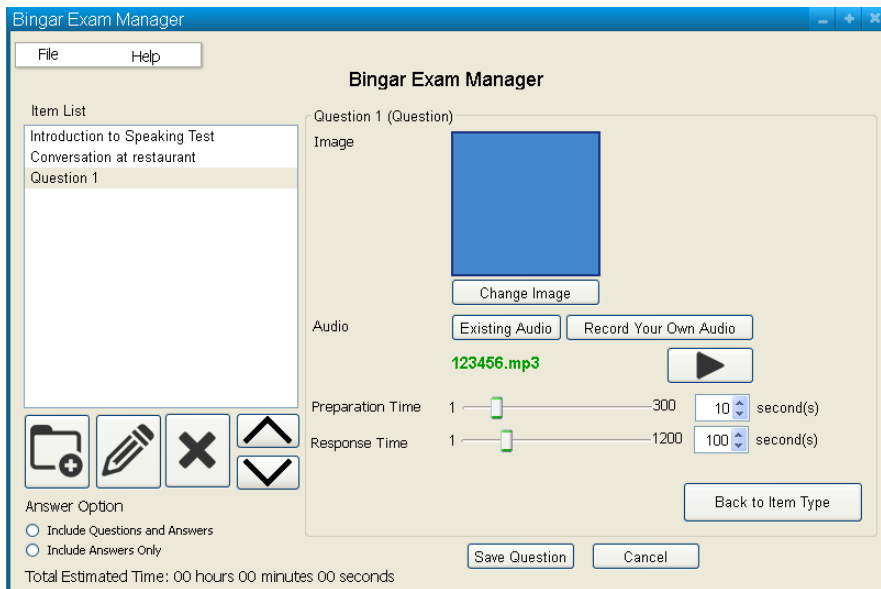 Bingar Exam Manager
File Help
Bingar Exam Manager
Item List
Introduction to Speaking Test
Conversation at restaurant
Question 1
Question 1 (Question)
Image
Change Image
Audio
Existing Audio
Record Your Own Audio
123456.mp3
Preparation Time 1 300 10 second(s)
Response Time 1 1200 100 second(s)
Back to Item Type
Answer Option
Include Questions and Answers
Include Answers Only
Save Question
Cancel
Total Estimated Time: 00 hours 00 minutes 00 seconds